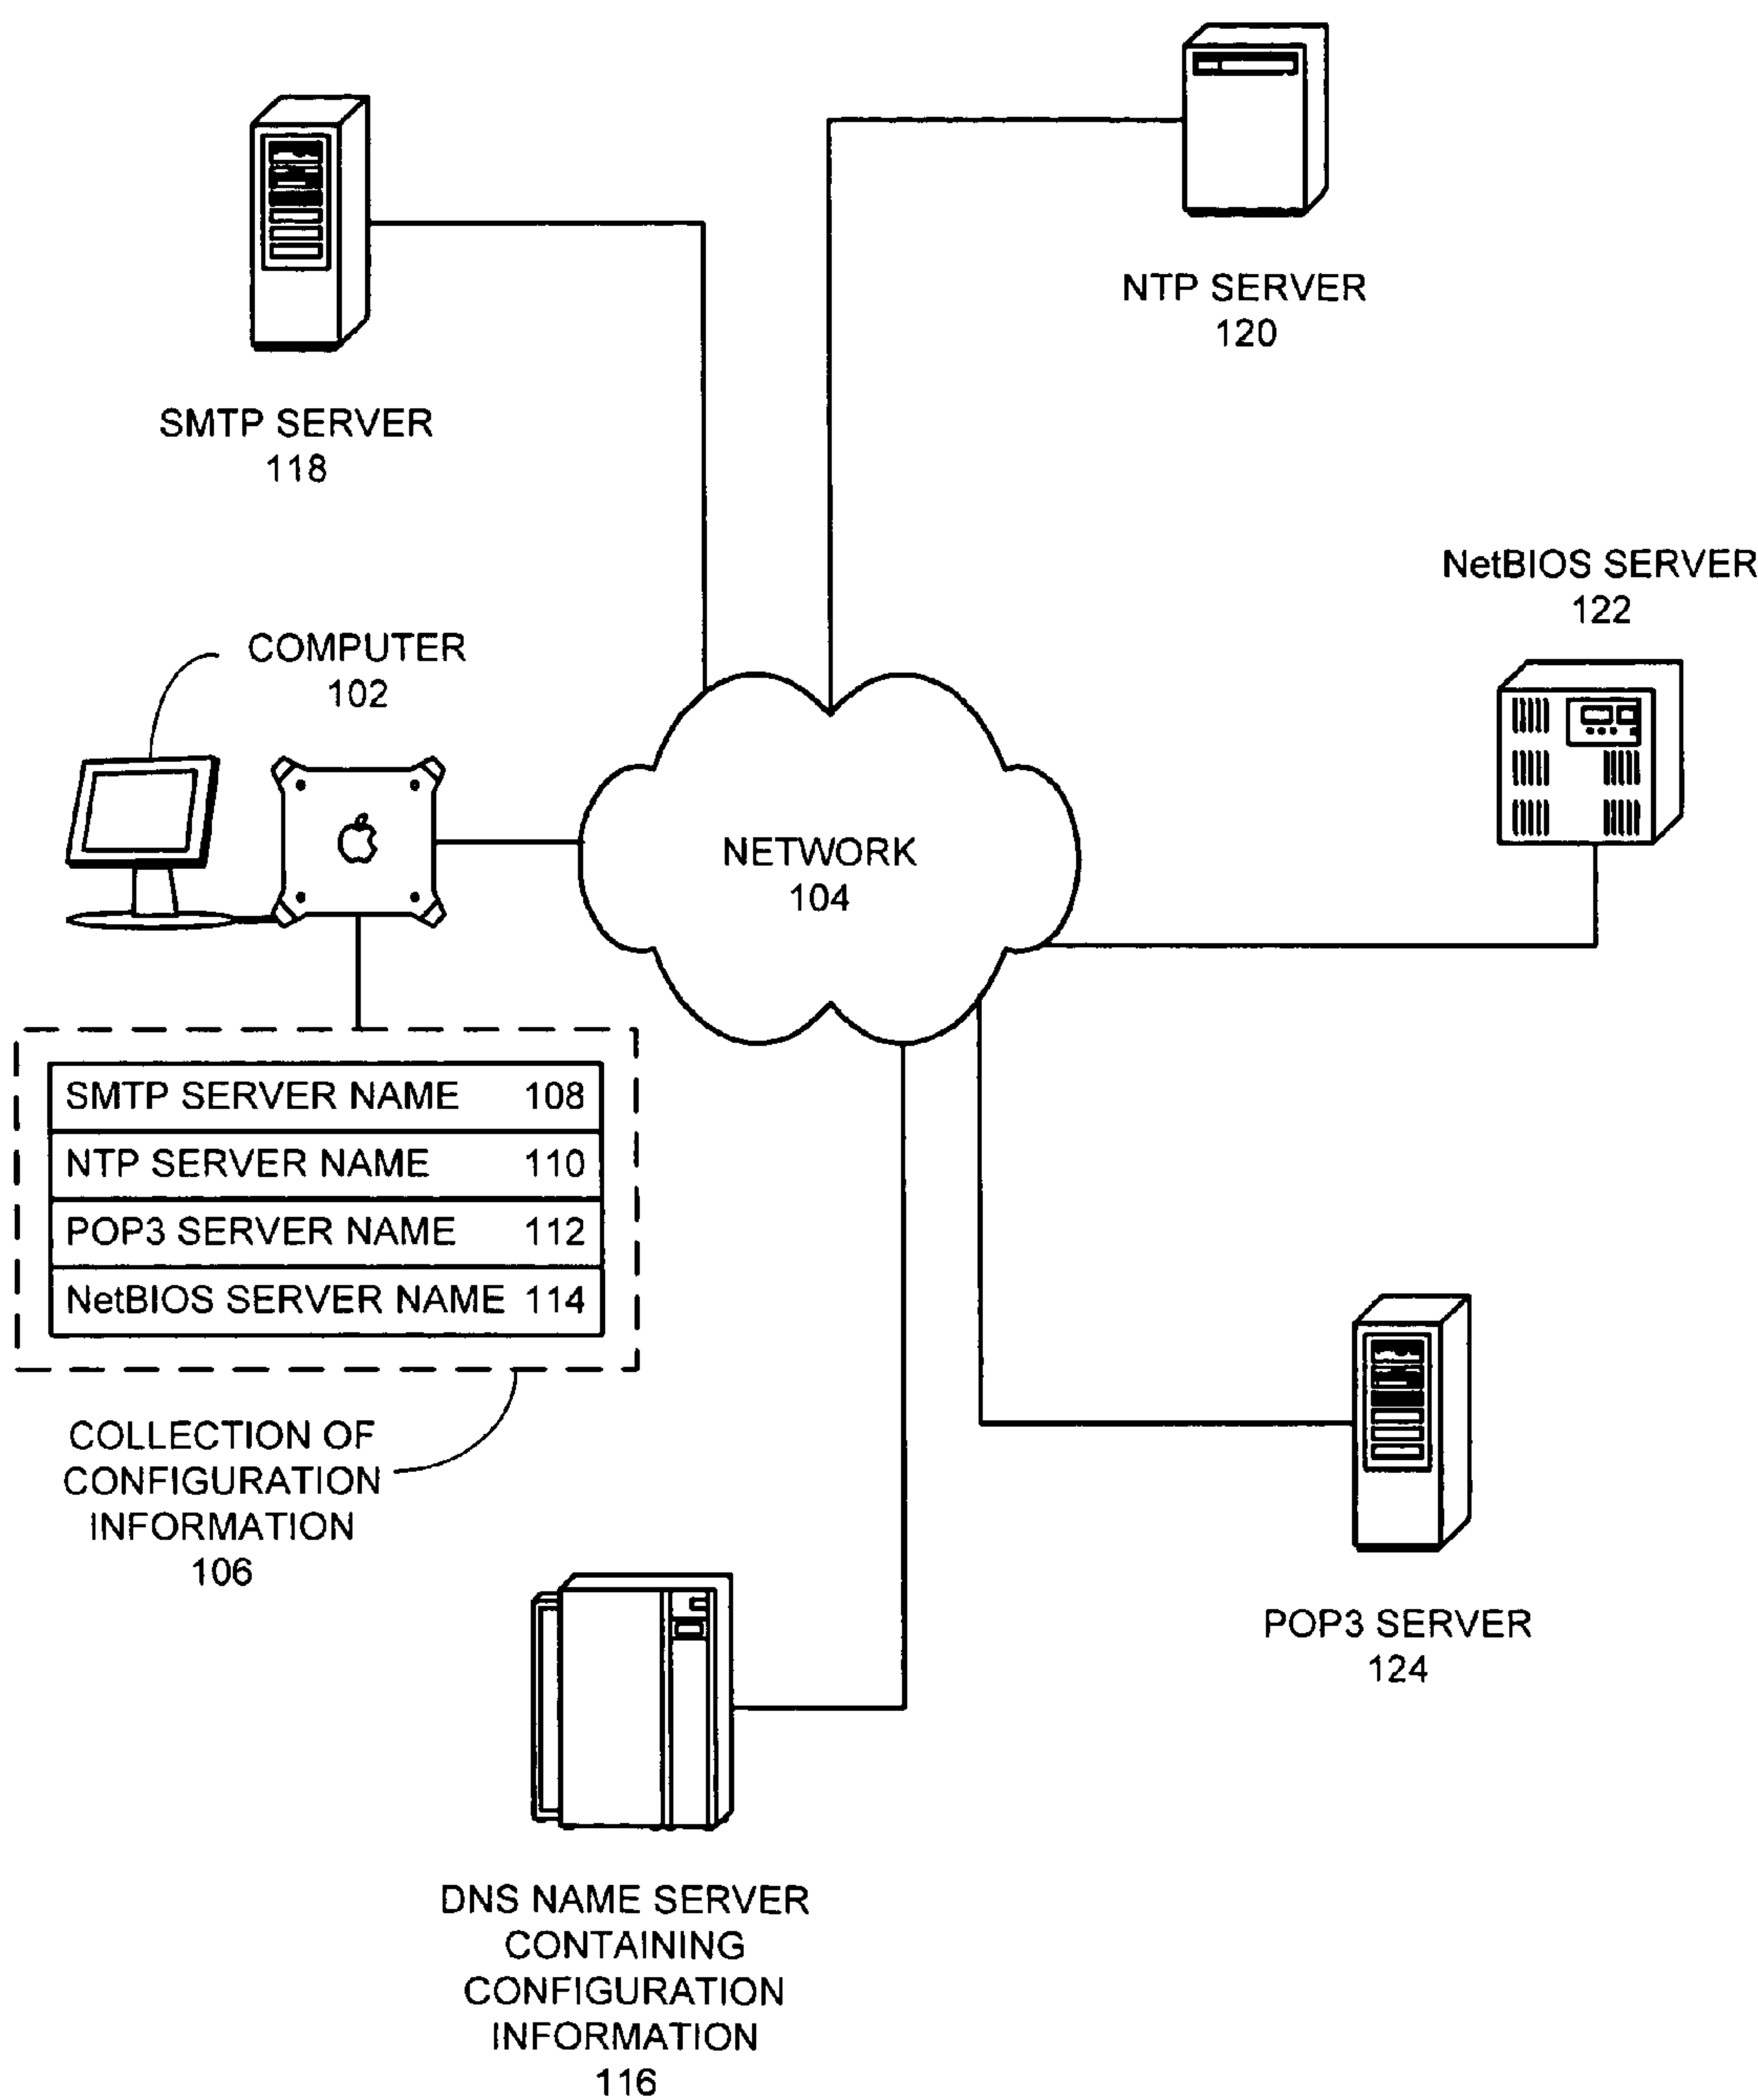 NTP SERVER
120
SMTP SERVER
118
NetBIOS SERVER
122
COMPUTER
102
NETWORK
104
SMTP SERVER NAME 108
NTP SERVER NAME 110
POP3 SERVER NAME 112
NetBIOS SERVER NAME 114
COLLECTION OF
CONFIGURATION
INFORMATION
106
POP3 SERVER
124
DNS NAME SERVER
CONTAINING
CONFIGURATION
INFORMATION
116